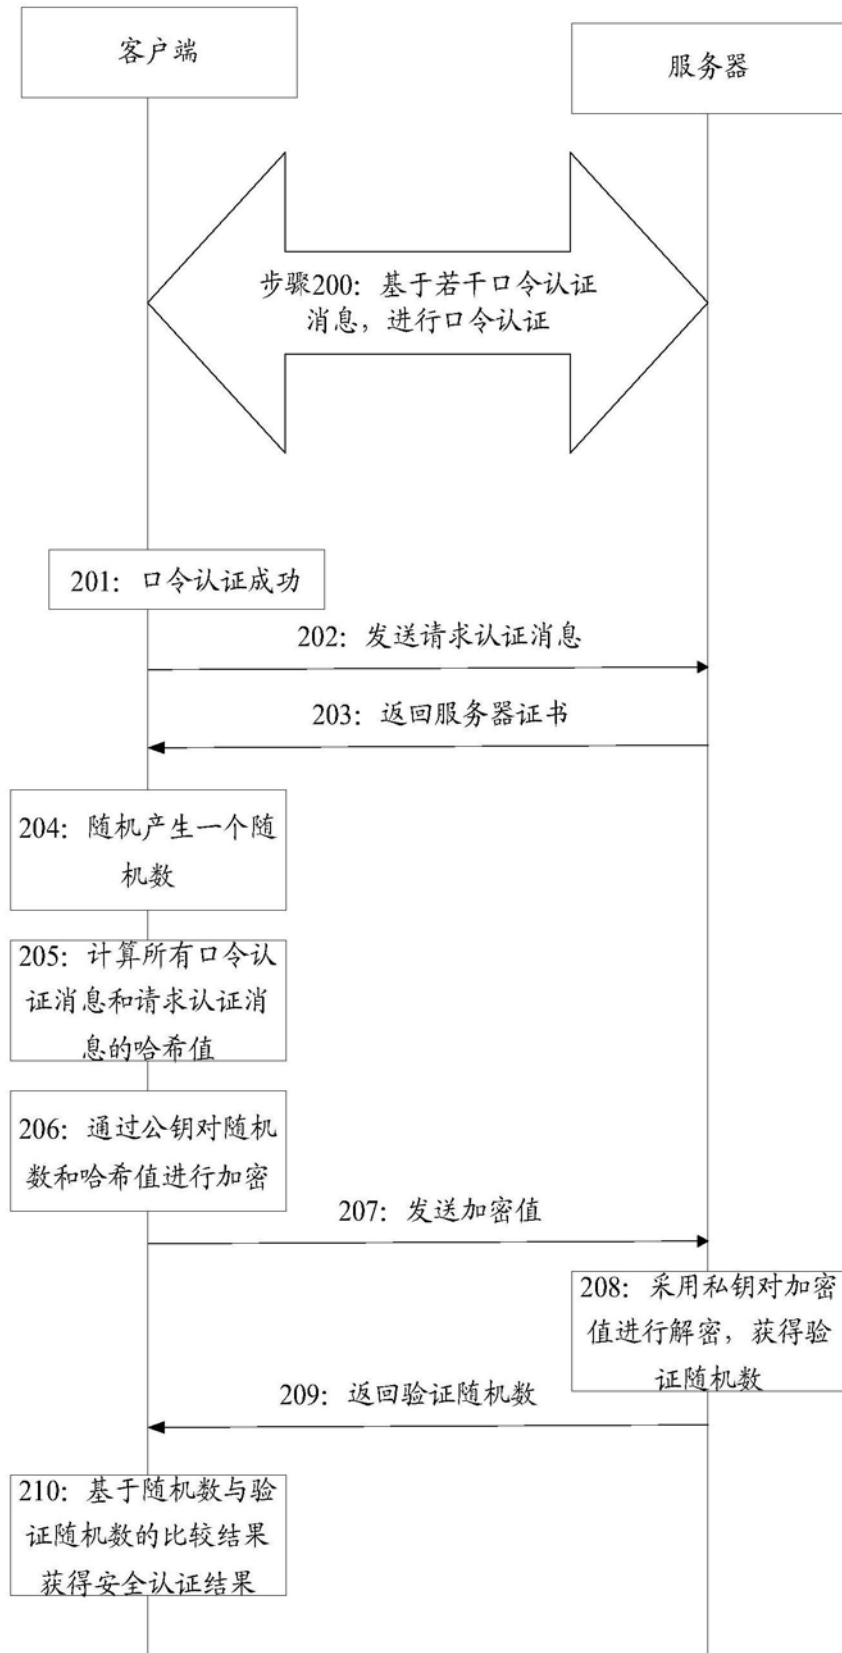 客户端
服务器
步骤200：基于若干口令认证
消息，进行口令认证
201：口令认证成功
202：发送请求认证消息
203：返回服务器证书
204：随机产生一个随
机数
205：计算所有口令认
证消息和请求认证消
息的哈希值
206：通过公钥对随机
数和哈希值进行加密
207：发送加密值
208：采用私钥对加密
值进行解密，获得验
证随机数
209：返回验证随机数
210：基于随机数与验
证随机数的比较结果
获得安全认证结果